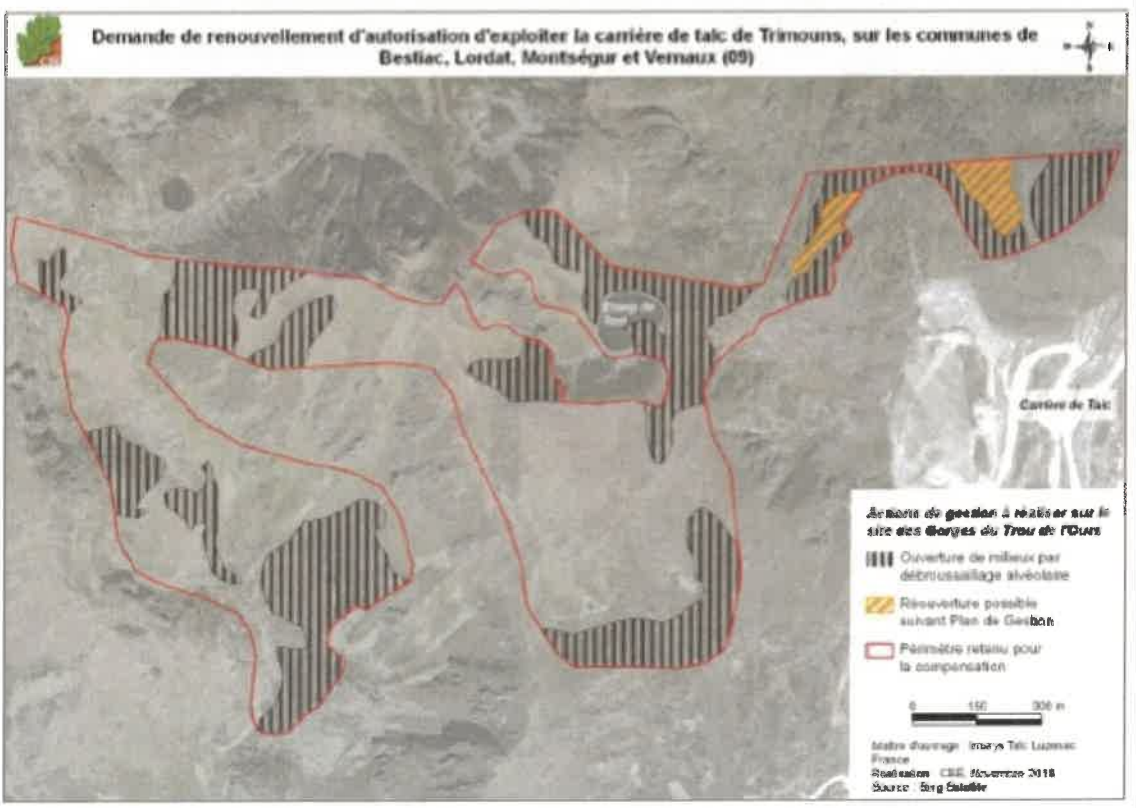 Demande de renouvellement d'autorisation d'exploiter la carrière de talc de Trimouns, sur les communes de
Bestiac, Lordat, Montségur et Vernaux (09)
N
E
S
Carrière de Talc
Actions de gestion à réaliser sur le
site des Gorges du Trou de l'Ours
Ouverture de milieux par
débroussaillage alvéolaire
Réouverture possible
suivant Plan de Gestion
Périmètre retenu pour
la compensation
0 150 300 m
Maître d'ouvrage : Imerys Talc Luzenac
France
Réalisation : Novembre 2018
Source : Bing Satellite